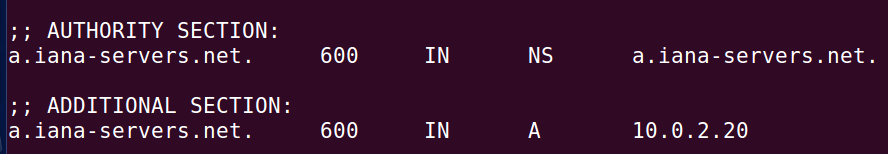 ;; AUTHORITY SECTION:
a.iana-servers.net. 600 IN NS a.iana-servers.net.
;; ADDITIONAL SECTION:
a.iana-servers.net. 600 IN A 10.0.2.20